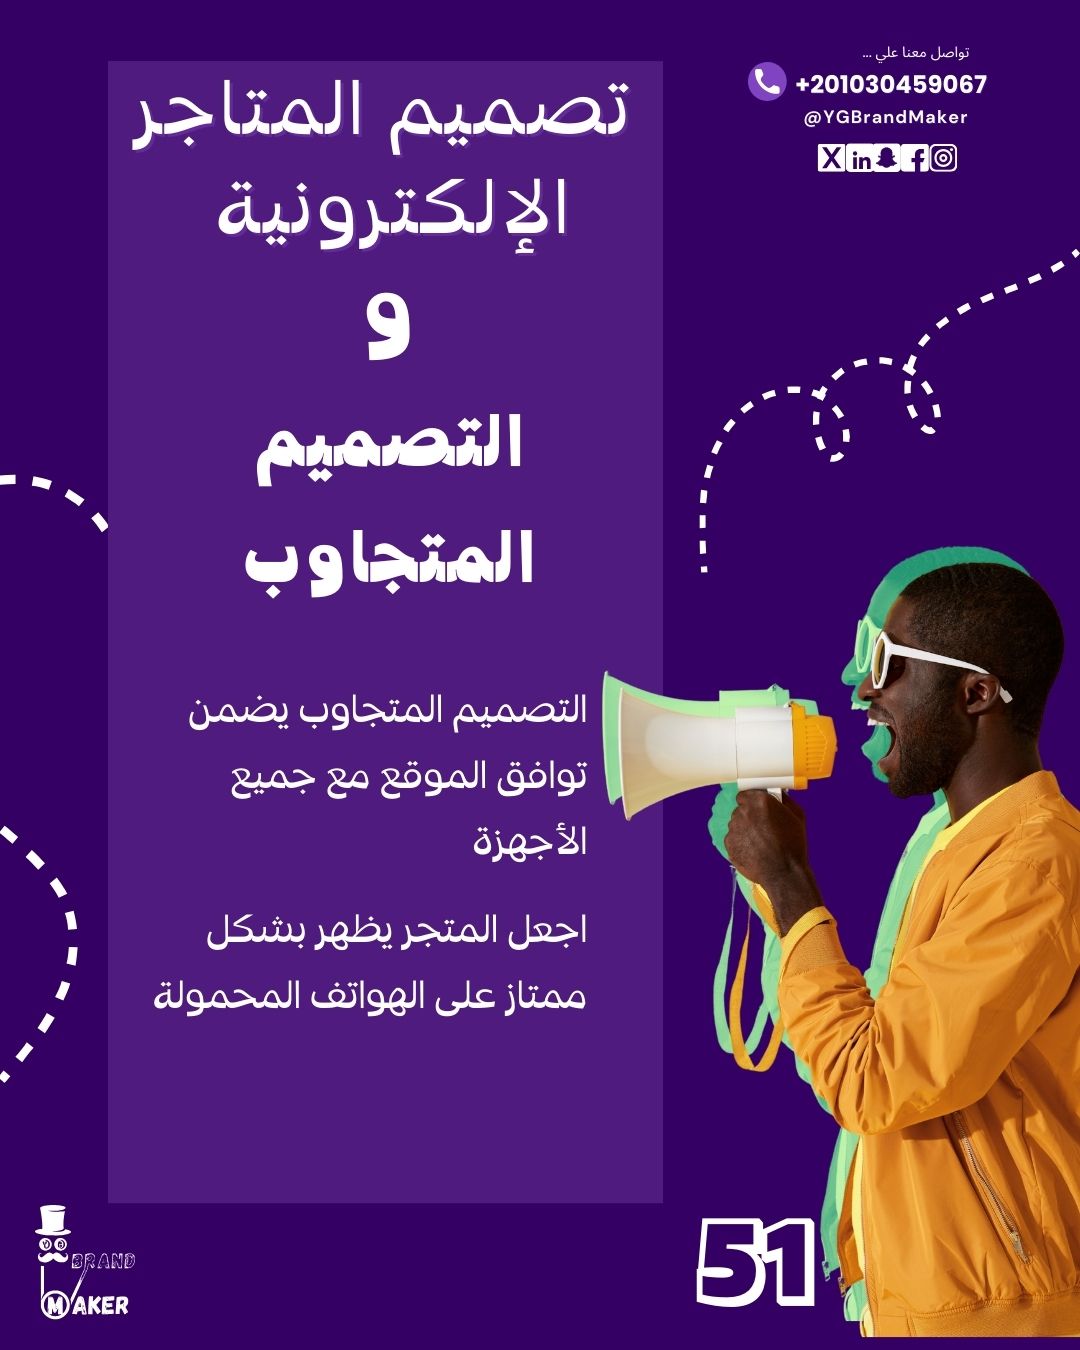 تواصل معنا علي ...
+201030459067
@YGBrandMaker
تصميم المتاجر
الإلكترونية
و
التصميم
المتجاوب
التصميم المتجاوب يضمن
توافق الموقع مع جميع
الأجهزة
اجعل المتجر يظهر بشكل
ممتاز على الهواتف المحمولة
BRAND
MAKER
51